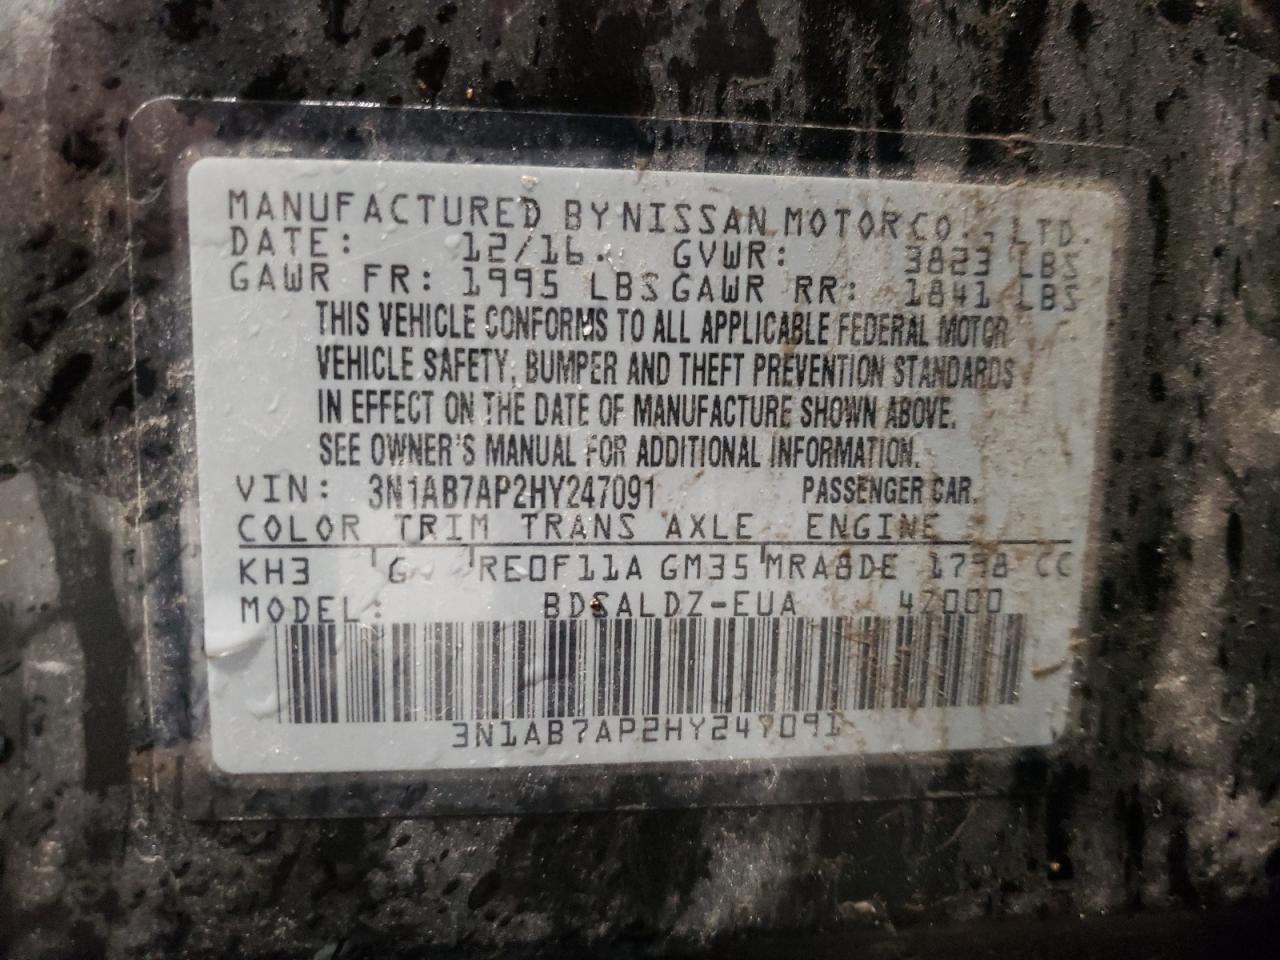 MANUFACTURED BY NISSAN MOTOR CO., LTD.
DATE: 12/16. GVWR: 3823 LBS
GAWR FR: 1995 LBS GAWR RR: 1841 LBS
THIS VEHICLE CONFORMS TO ALL APPLICABLE FEDERAL MOTOR
VEHICLE SAFETY, BUMPER AND THEFT PREVENTION STANDARDS
IN EFFECT ON THE DATE OF MANUFACTURE SHOWN ABOVE.
SEE OWNER'S MANUAL FOR ADDITIONAL INFORMATION.
VIN: 3N1AB7AP2HY247091 PASSENGER CAR.
COLOR TRIM TRANS AXLE ENGINE
KH3 RE0F11A GM35 MRA8DE 1798 CC
MODEL: BDSALDZ-EUA
3N1AB7AP2HY247091